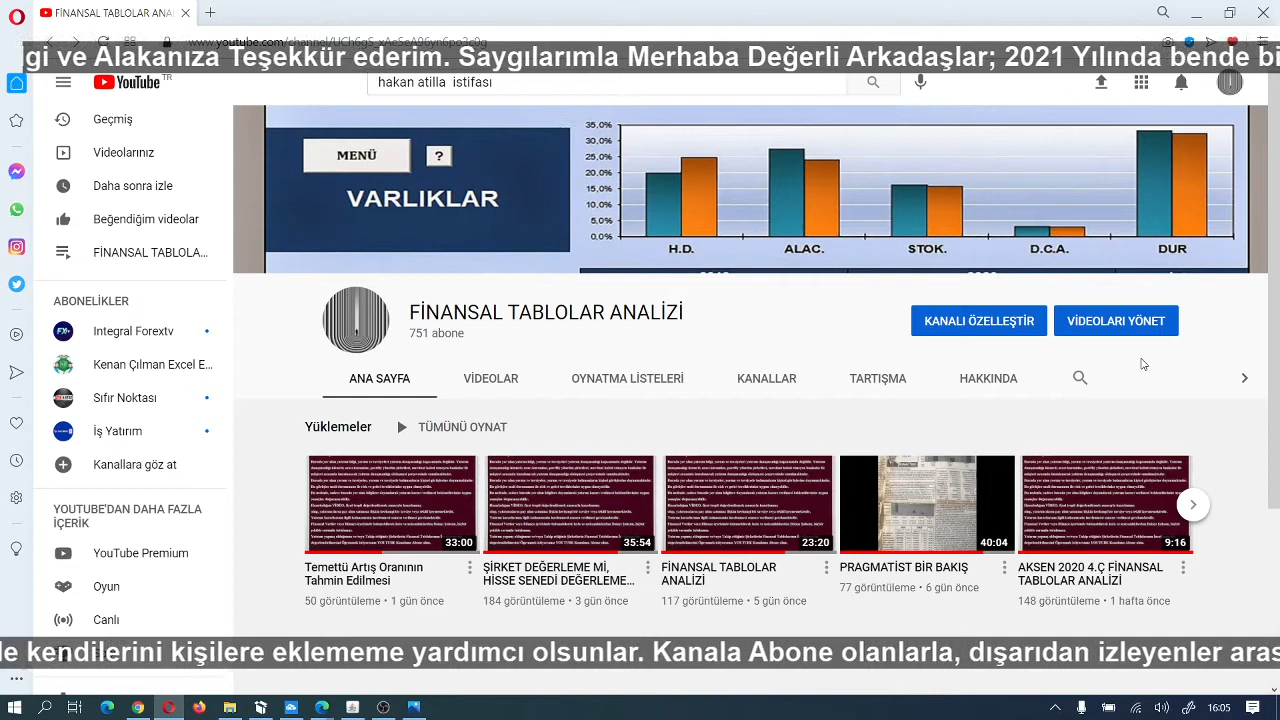 FİNANSAL TABLOLAR ANAL
www.youtube.com/channel/UCh6gS_xAeSeA96yn6po3c0g
gi ve Alakanıza Teşekkür ederim. Saygılarımla Merhaba Değerli Arkadaşlar; 2021 Yılında bende bi
YouTube TR
hakan atilla istifası
Geçmiş
Videolarınız
Daha sonra izle
Beğendiğim videolar
FİNANSAL TABLOLA...
ABONELİKLER
Integral Forextv
Kenan Çılman Excel E...
Sıfır Noktası
İş Yatırım
göz at
YOUTUBE'DAN DAHA FAZLA
İÇERİK
YouTube Premium
Oyun
Canlı
MENÜ
?
VARLIKLAR
35,0%
30,0%
25,0%
20,0%
15,0%
10,0%
5,0%
0,0%
H.D. ALAC. STOK. D.C.A. DUR
FİNANSAL TABLOLAR ANALİZİ
751 abone
KANALI ÖZELLEŞTİR
VİDEOLARI YÖNET
ANA SAYFA VİDEOLAR OYNATMA LİSTELERİ KANALLAR TARTIŞMA HAKKINDA
Yüklemeler TÜMÜNÜ OYNAT
33:00
Temettü Artış Oranının
Tahmin Edilmesi
50 görüntüleme • 1 gün önce
35:54
ŞİRKET DEĞERLEME Mİ,
HİSSE SENEDİ DEĞERLEME...
184 görüntüleme • 3 gün önce
23:20
FİNANSAL TABLOLAR
ANALİZİ
117 görüntüleme • 5 gün önce
40:04
PRAGMATİST BİR BAKIŞ
77 görüntüleme • 6 gün önce
9:16
AKSEN 2020 4.Ç FİNANSAL
TABLOLAR ANALİZİ
148 görüntüleme • 1 hafta önce
le kendilerini kişilere eklememe yardımcı olsunlar. Kanala Abone olanlarla, dışarıdan izleyenler aras
16:05